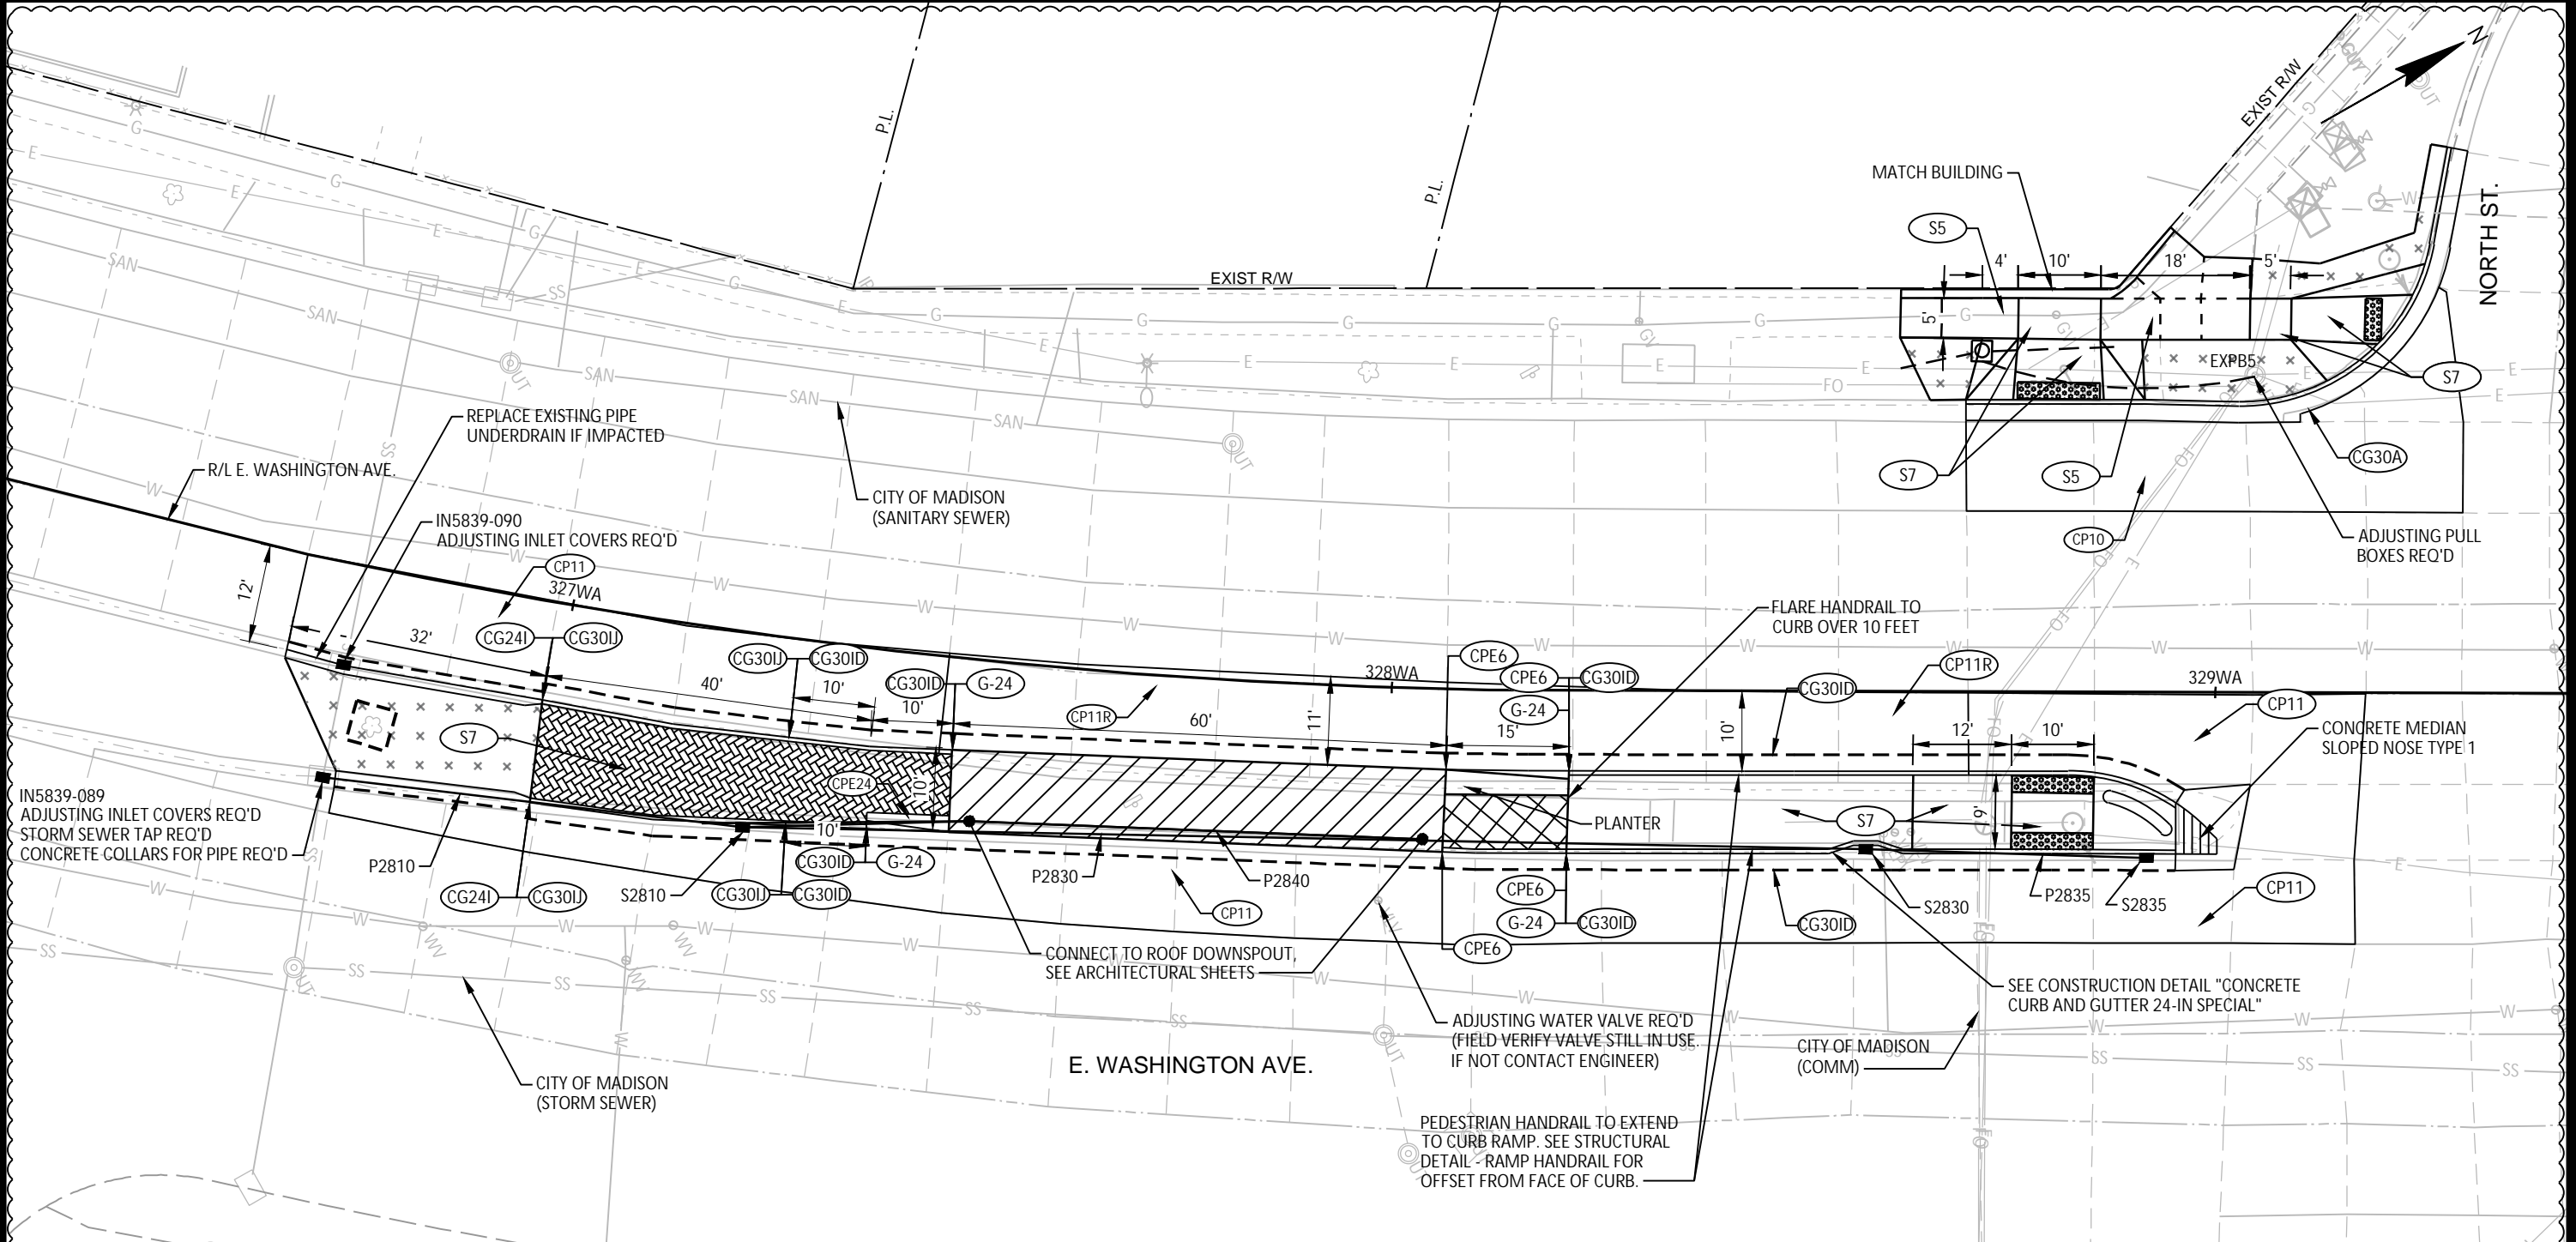 N
EXIST R/W
NORTH ST.
P.L.
P.L.
EXIST R/W
MATCH BUILDING
S5
4'
10'
18'
5'
5'
EXPB5
S7
S7
S5
CG30A
CP10
ADJUSTING PULL
BOXES REQ'D
REPLACE EXISTING PIPE
UNDERDRAIN IF IMPACTED
R/L E. WASHINGTON AVE.
CITY OF MADISON
(SANITARY SEWER)
IN5839-090
ADJUSTING INLET COVERS REQ'D
CP11
327WA
12'
32'
CG24I
CG30IJ
CG30IJ
CG30ID
40'
10'
CG30ID
G-24
10'
CP11R
60'
11'
328WA
FLARE HANDRAIL TO
CURB OVER 10 FEET
CPE6
CPE6
CG30ID
G-24
15'
CG30ID
10'
CP11R
329WA
CP11
12'
10'
CONCRETE MEDIAN
SLOPED NOSE TYPE 1
S7
CPE24
10'
10'
PLANTER
S7
9'
IN5839-089
ADJUSTING INLET COVERS REQ'D
STORM SEWER TAP REQ'D
CONCRETE COLLARS FOR PIPE REQ'D
P2810
CG24I
CG30IJ
S2810
CG30ID
G-24
CG30IJ
CG30ID
P2830
P2840
CP11
CPE6
G-24
CG30ID
CPE6
CG30ID
S2830
P2835
S2835
CP11
CONNECT TO ROOF DOWNSPOUT,
SEE ARCHITECTURAL SHEETS
ADJUSTING WATER VALVE REQ'D
(FIELD VERIFY VALVE STILL IN USE.
IF NOT CONTACT ENGINEER)
SEE CONSTRUCTION DETAIL "CONCRETE
CURB AND GUTTER 24-IN SPECIAL"
CITY OF MADISON
(COMM)
E. WASHINGTON AVE.
CITY OF MADISON
(STORM SEWER)
PEDESTRIAN HANDRAIL TO EXTEND
TO CURB RAMP. SEE STRUCTURAL
DETAIL - RAMP HANDRAIL FOR
OFFSET FROM FACE OF CURB.